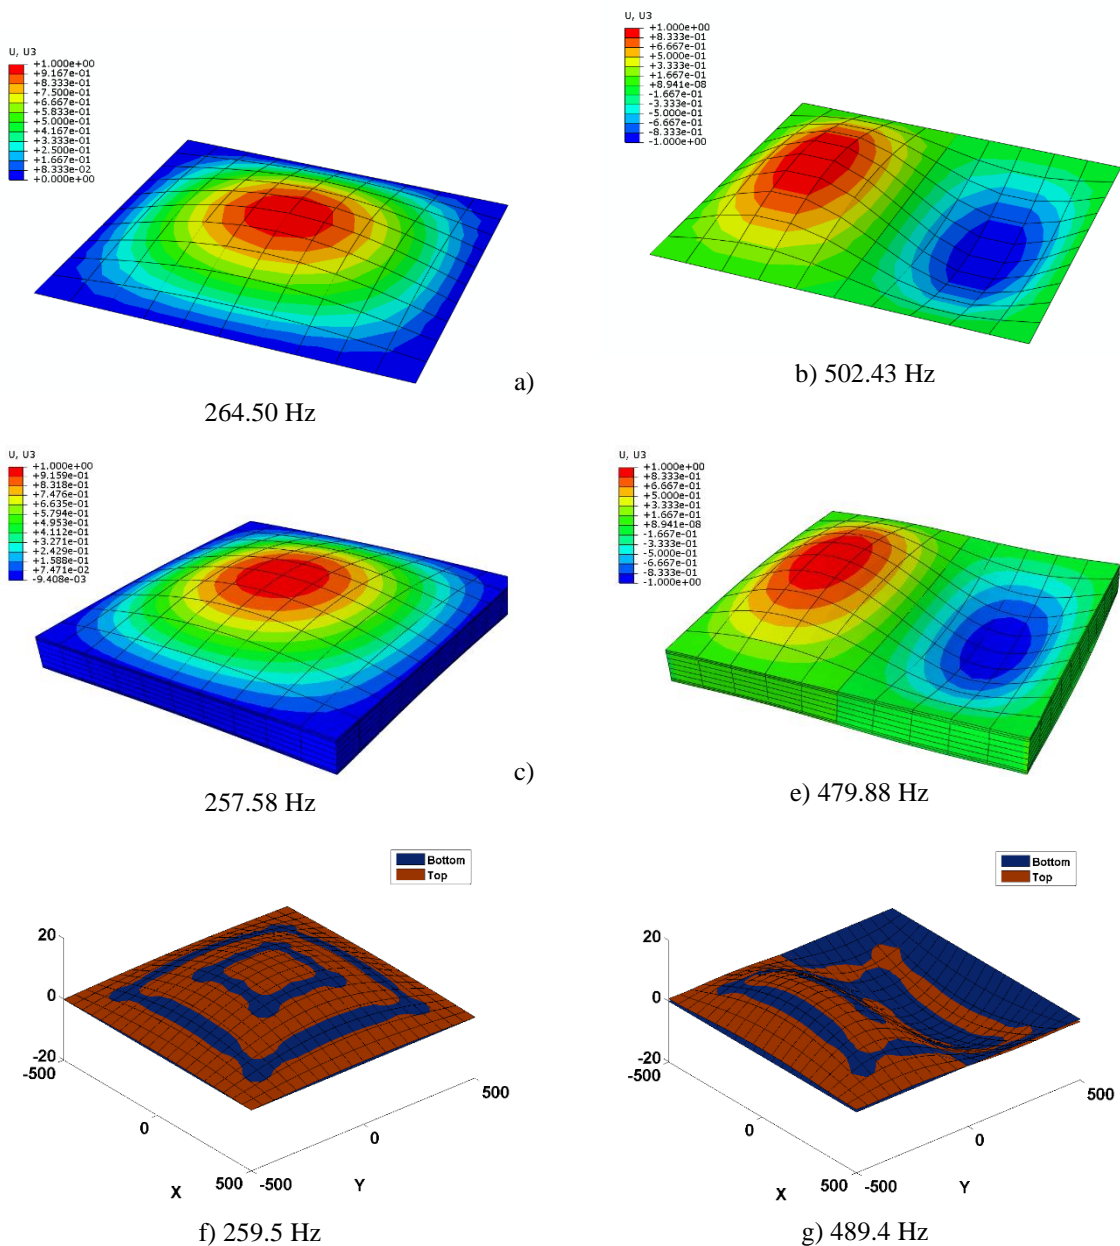 U, U3
+1.000e+00
+9.167e-01
+8.333e-01
+7.500e-01
+6.667e-01
+5.833e-01
+5.000e-01
+4.167e-01
+3.333e-01
+2.500e-01
+1.667e-01
+8.333e-02
+0.000e+00
a)
264.50 Hz
U, U3
+1.000e+00
+8.333e-01
+6.667e-01
+5.000e-01
+3.333e-01
+1.667e-01
+8.941e-08
-1.667e-01
-3.333e-01
-5.000e-01
-6.667e-01
-8.333e-01
-1.000e+00
b) 502.43 Hz
U, U3
+1.000e+00
+9.159e-01
+8.318e-01
+7.476e-01
+6.635e-01
+5.794e-01
+4.953e-01
+4.112e-01
+3.271e-01
+2.429e-01
+1.588e-01
+7.471e-02
-9.408e-03
c)
257.58 Hz
U, U3
+1.000e+00
+8.333e-01
+6.667e-01
+5.000e-01
+3.333e-01
+1.667e-01
+8.941e-08
-3.333e-01
-5.000e-01
-6.667e-01
-8.333e-01
-1.000e+00
e) 479.88 Hz
Bottom
Top
20
0
-20
-500
0
500
-500
0
500
X
Y
f) 259.5 Hz
Bottom
Top
20
0
-20
-500
0
500
-500
0
500
X
Y
g) 489.4 Hz